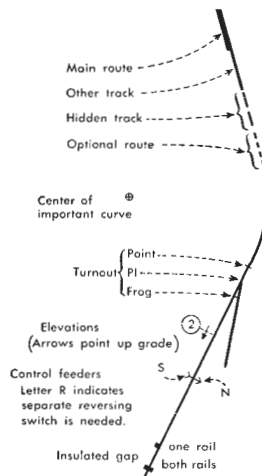 Main route
Other track
Hidden track
Optional route
Center of
important curve
Point
Turnout
PI
Frog
2
Elevations
(Arrows point up grade)
Control feeders
S
Letter R indicates
separate reversing
N
switch is needed.
one rail
Insulated gap
both rails